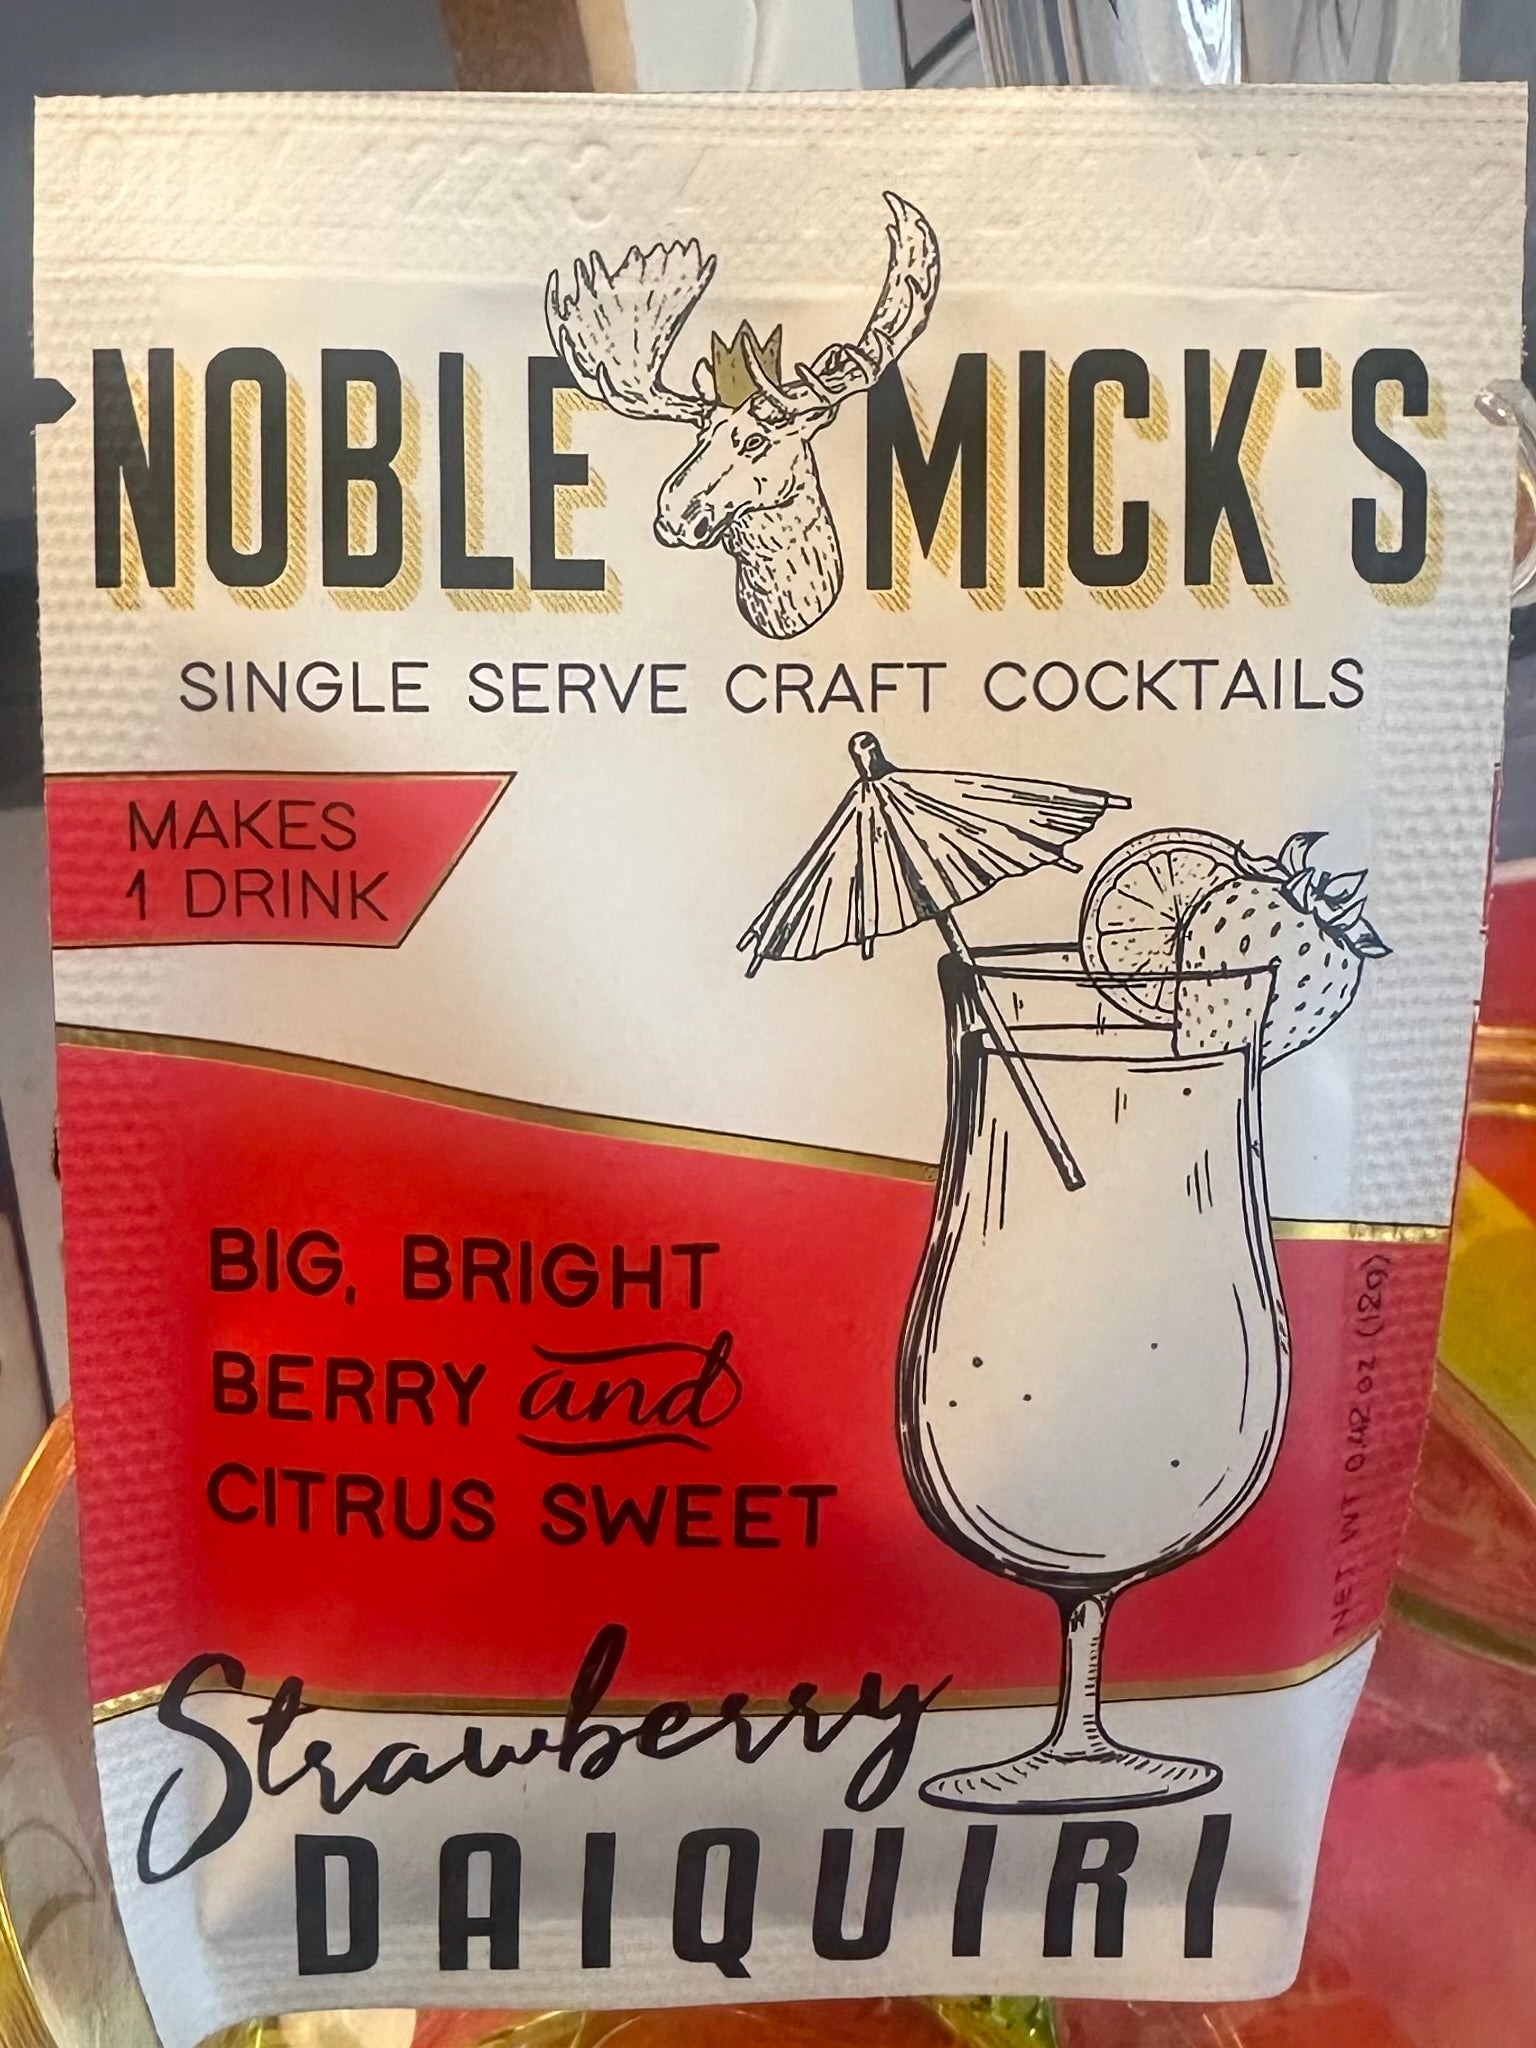 NOBLE MICK'S
SINGLE SERVE CRAFT COCKTAILS
MAKES
1 DRINK
BIG, BRIGHT
BERRY and
CITRUS SWEET
NET WT 0.42 oz (12g)
Strawberry
DAIQUIRI